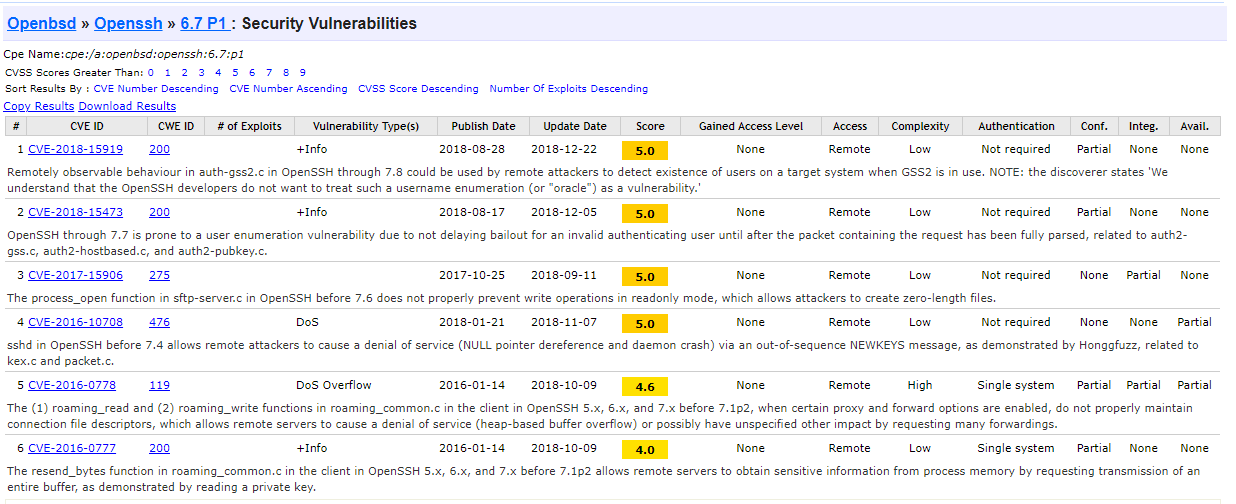 Openbsd » Openssh » 6.7 P1 : Security Vulnerabilities
Cpe Name:cpe:/a:openbsd:openssh:6.7:p1
CVSS Scores Greater Than: 0 1 2 3 4 5 6 7 8 9
Sort Results By : CVE Number Descending CVE Number Ascending CVSS Score Descending Number Of Exploits Descending
Copy Results Download Results
# CVE ID CWE ID # of Exploits Vulnerability Type(s) Publish Date Update Date Score Gained Access Level Access Complexity Authentication Conf. Integ. Avail.
1 CVE-2018-15919 200 +Info 2018-08-28 2018-12-22 5.0 None Remote Low Not required Partial None None
Remotely observable behaviour in auth-gss2.c in OpenSSH through 7.8 could be used by remote attackers to detect existence of users on a target system when GSS2 is in use. NOTE: the discoverer states 'We
understand that the OpenSSH developers do not want to treat such a username enumeration (or "oracle") as a vulnerability.'
2 CVE-2018-15473 200 +Info 2018-08-17 2018-12-05 5.0 None Remote Low Not required Partial None None
OpenSSH through 7.7 is prone to a user enumeration vulnerability due to not delaying bailout for an invalid authenticating user until after the packet containing the request has been fully parsed, related to auth2-
gss.c, auth2-hostbased.c, and auth2-pubkey.c.
3 CVE-2017-15906 275 2017-10-25 2018-09-11 5.0 None Remote Low Not required None Partial None
The process_open function in sftp-server.c in OpenSSH before 7.6 does not properly prevent write operations in readonly mode, which allows attackers to create zero-length files.
4 CVE-2016-10708 476 DoS 2018-01-21 2018-11-07 5.0 None Remote Low Not required None None Partial
sshd in OpenSSH before 7.4 allows remote attackers to cause a denial of service (NULL pointer dereference and daemon crash) via an out-of-sequence NEWKEYS message, as demonstrated by Honggfuzz, related to
kex.c and packet.c.
5 CVE-2016-0778 119 DoS Overflow 2016-01-14 2018-10-09 4.6 None Remote High Single system Partial Partial Partial
The (1) roaming_read and (2) roaming_write functions in roaming_common.c in the client in OpenSSH 5.x, 6.x, and 7.x before 7.1p2, when certain proxy and forward options are enabled, do not properly maintain
connection file descriptors, which allows remote servers to cause a denial of service (heap-based buffer overflow) or possibly have unspecified other impact by requesting many forwardings.
6 CVE-2016-0777 200 +Info 2016-01-14 2018-10-09 4.0 None Remote Low Single system Partial None None
The resend_bytes function in roaming_common.c in the client in OpenSSH 5.x, 6.x, and 7.x before 7.1p2 allows remote servers to obtain sensitive information from process memory by requesting transmission of an
entire buffer, as demonstrated by reading a private key.